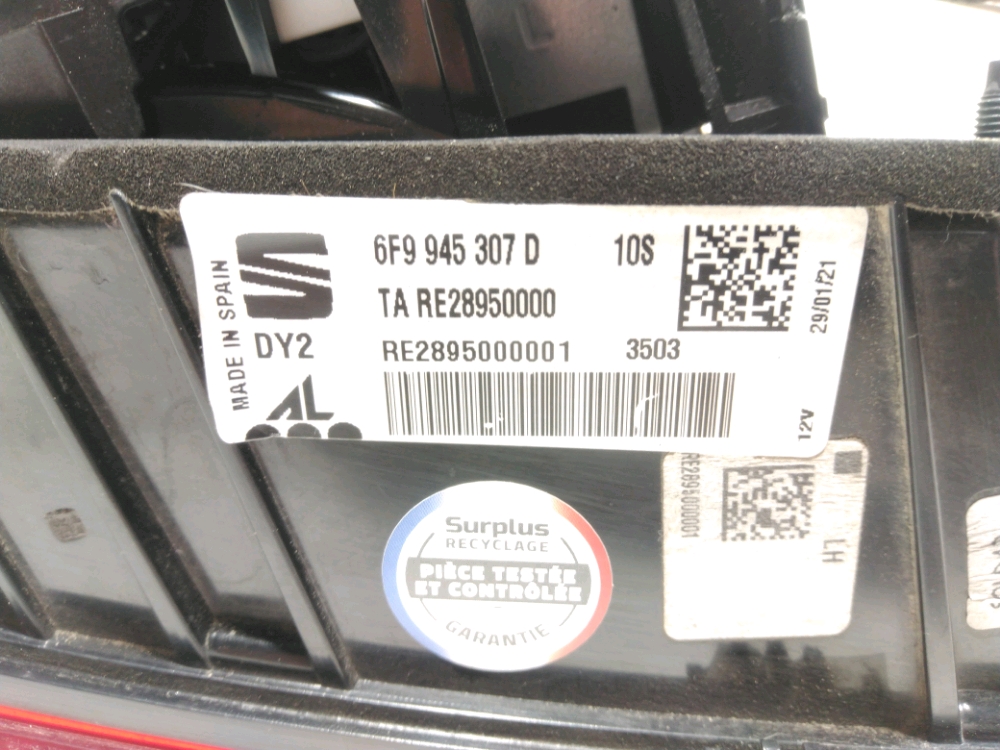 MADE IN SPAIN
6F9 945 307 D 10S
TA RE28950000
DY2
RE2895000001 3503
29/01/21
12V
AL
RE2895000001
LH
Surplus
RECYCLAGE
PIÈCE TESTÉE
ET CONTRÔLÉE
GARANTIE